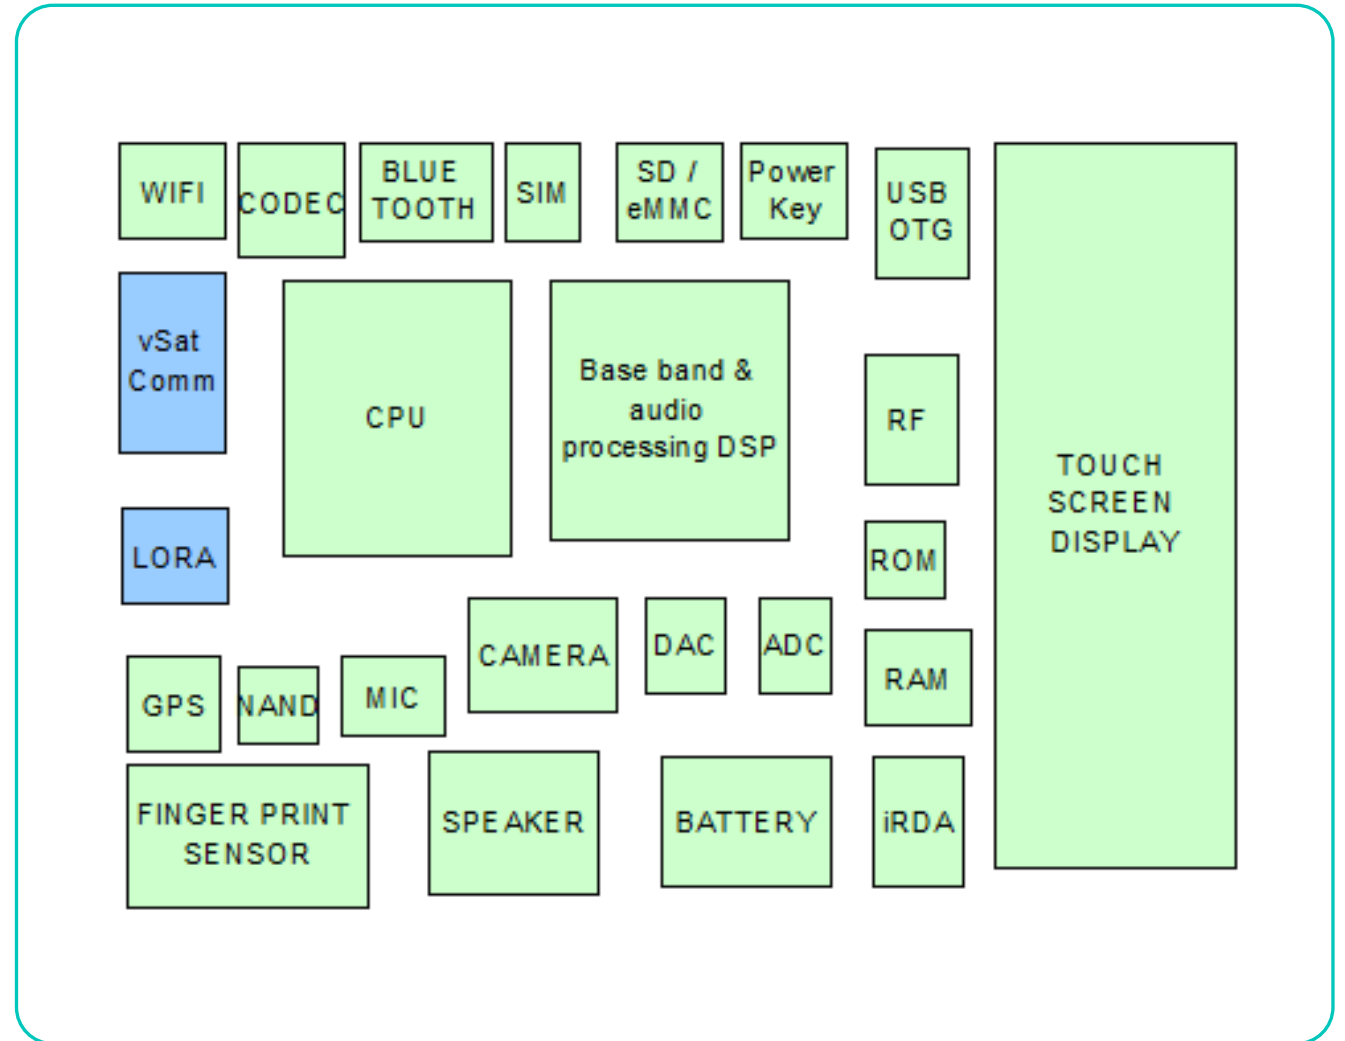 WIFI
CODEC
BLUE
TOOTH
SIM
SD /
eMMC
Power
Key
USB
OTG
vSat
Comm
CPU
Base band &
audio
processing DSP
RF
TOUCH
SCREEN
DISPLAY
LORA
ROM
CAMERA
DAC
ADC
RAM
GPS
NAND
MIC
FINGER PRINT
SENSOR
SPEAKER
BATTERY
iRDA